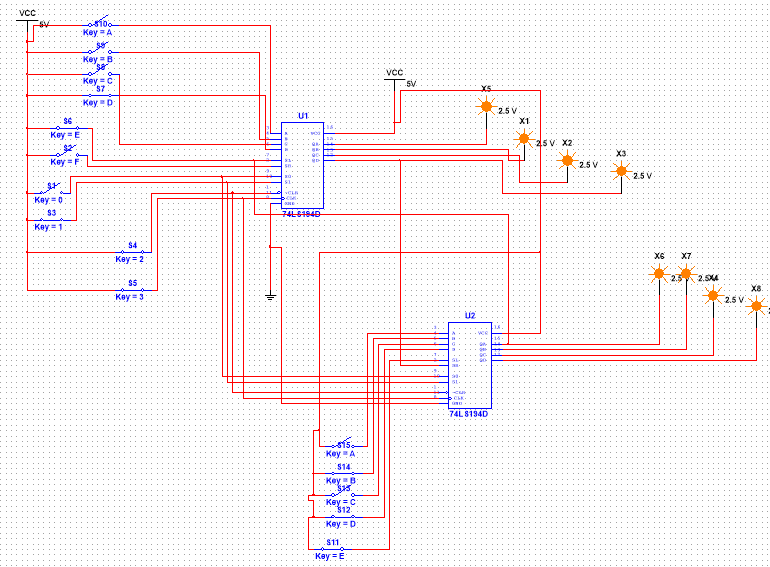 VCC
5V
S10
Key = A
S9
Key = B
S8
Key = C
S7
Key = D
S6
Key = E
S2
Key = F
S1
Key = 0
S3
Key = 1
S4
Key = 2
S5
Key = 3
U1
74LS194D
VCC
5V
X5
2.5 V
X1
2.5 V
X2
2.5 V
X3
2.5 V
X6
2.5
X7
2.5
X4
2.5 V
X8
U2
74LS194D
S15
Key = A
S14
Key = B
S13
Key = C
S12
Key = D
S11
Key = E